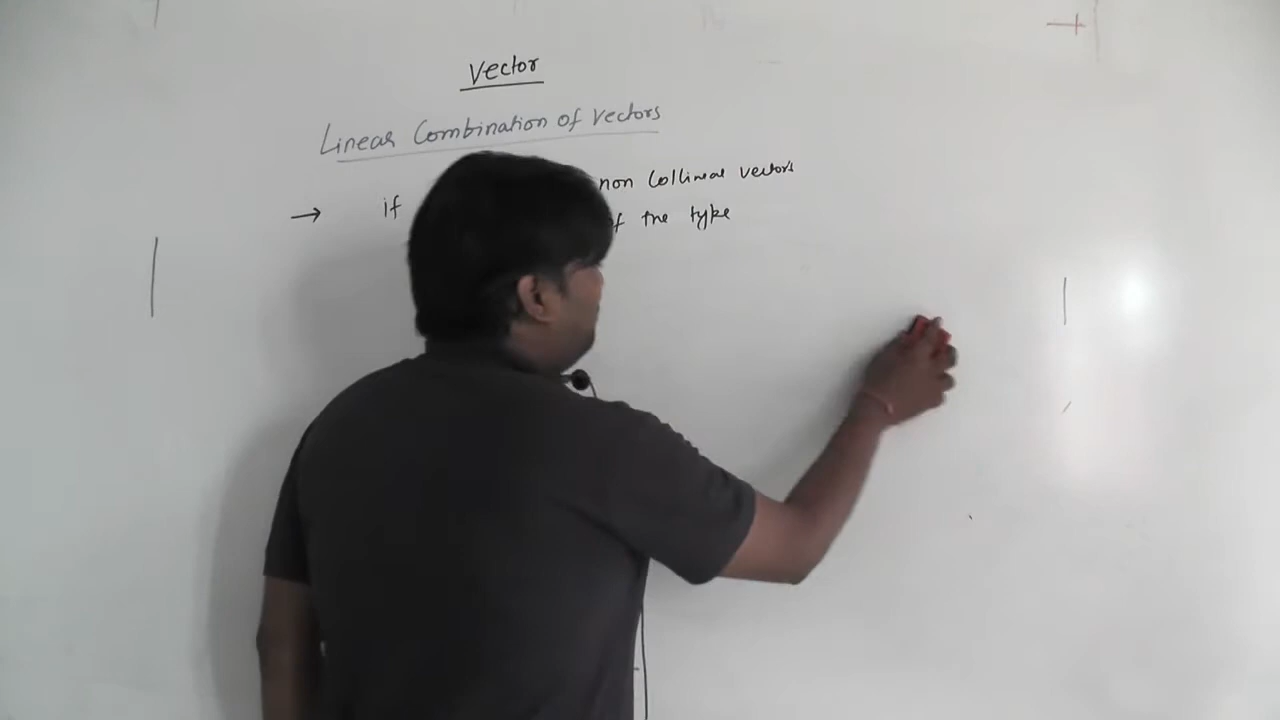 Vector
Linear Combination of Vectors
→ if non Collinear vectors
of the type